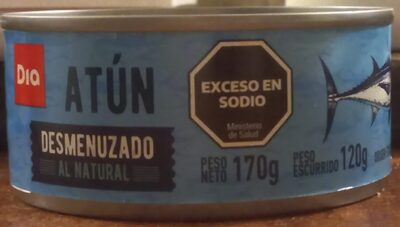 Dia
ATÚN
DESMENUZADO
AL NATURAL
EXCESO EN
SODIO
Ministerio
de Salud
PESO
NETO 170g
PESO
ESCURRIDO 120g